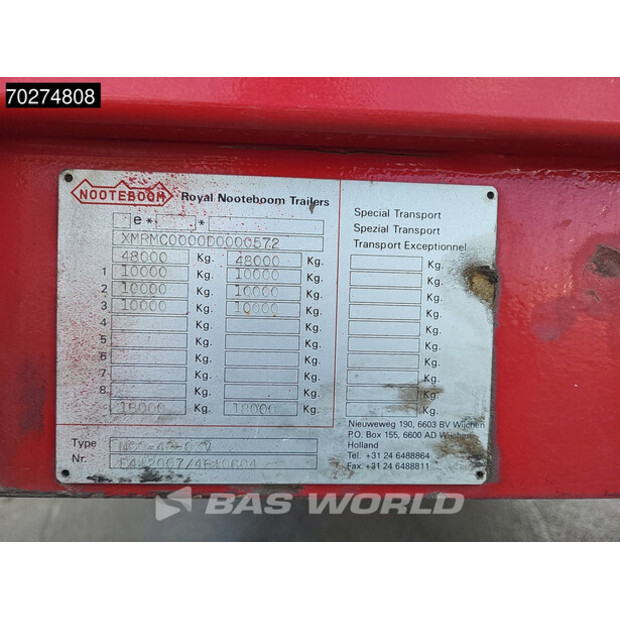 70274808
NOOTEBOOM Royal Nooteboom Trailers
e* *
XMRMC0000D0000572
48000 Kg. 48000 Kg.
1 10000 Kg. 10000 Kg.
2 10000 Kg. 10000 Kg.
3 10000 Kg. 10000 Kg.
4 Kg. Kg.
5 Kg. Kg.
6 Kg. Kg.
7 Kg. Kg.
8 Kg. Kg.
18000 Kg. 18000 Kg.
Type
Nr.
Special Transport
Spezial Transport
Transport Exceptionnel
Kg.
Kg.
Kg.
Kg.
Kg.
Kg.
Kg.
Kg.
Kg.
Kg.
Nieuweweg 190, 6603 BV Wijchen
P.O. Box 155, 6600 AD Wijchen
Holland
Tel. +31 24 6488864
Fax. +31 24 6488811
BAS WORLD